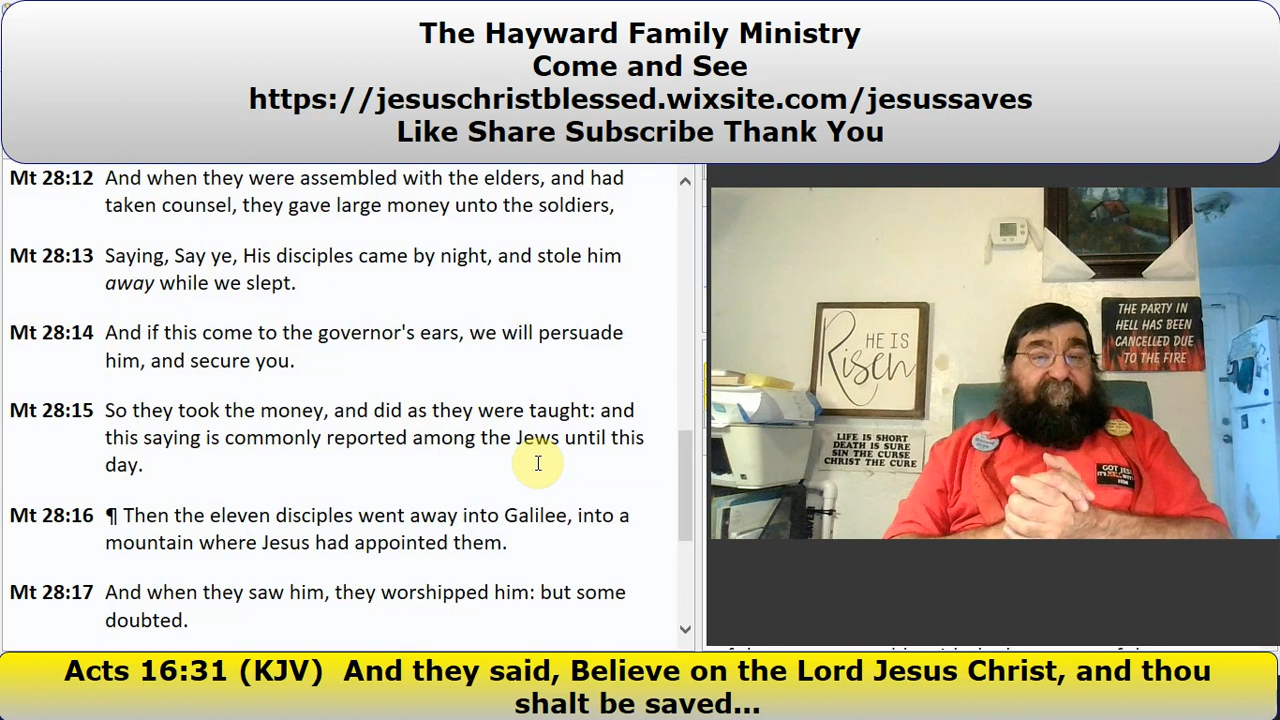 The Hayward Family Ministry
Come and See
https://jesuschristblessed.wixsite.com/jesussaves
Like Share Subscribe Thank You
Mt 28:12 And when they were assembled with the elders, and had
taken counsel, they gave large money unto the soldiers,
Mt 28:13 Saying, Say ye, His disciples came by night, and stole him
away while we slept.
Mt 28:14 And if this come to the governor's ears, we will persuade
him, and secure you.
Mt 28:15 So they took the money, and did as they were taught: and
this saying is commonly reported among the Jews until this
day.
Mt 28:16 ¶ Then the eleven disciples went away into Galilee, into a
mountain where Jesus had appointed them.
Mt 28:17 And when they saw him, they worshipped him: but some
doubted.
HE IS
Risen
LIFE IS SHORT
DEATH IS SURE
SIN THE CURSE
CHRIST THE CURE
THE PARTY IN
HELL HAS BEEN
CANCELLED DUE
TO THE FIRE
Acts 16:31 (KJV) And they said, Believe on the Lord Jesus Christ, and thou
shalt be saved...